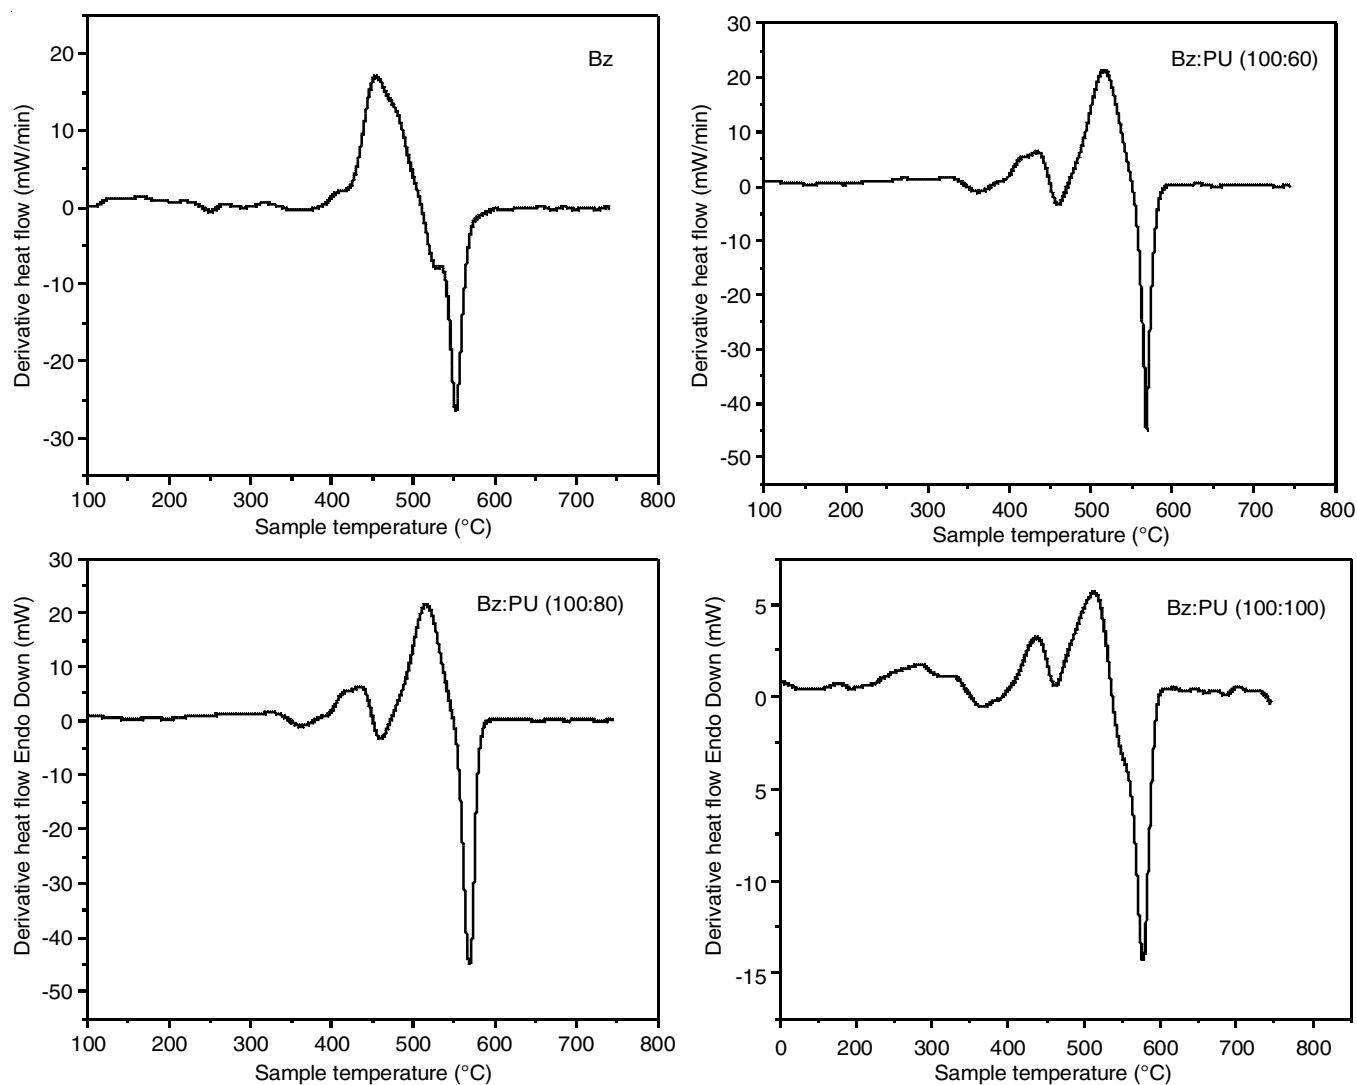 Bz
20
10
0
-10
-20
-30
100 200 300 400 500 600 700 800
Sample temperature (°C)
Derivative heat flow (mW/min)
Bz:PU (100:60)
30
20
10
0
-10
-20
-30
-40
-50
100 200 300 400 500 600 700 800
Sample temperature (°C)
Derivative heat flow (mW/min)
Bz:PU (100:80)
30
20
10
0
-10
-20
-30
-40
-50
100 200 300 400 500 600 700 800
Sample temperature (°C)
Derivative heat flow Endo Down (mW)
Bz:PU (100:100)
5
0
5
-10
-15
0 200 300 400 500 600 700 800
Sample temperature (°C)
Derivative heat flow Endo Down (mW)